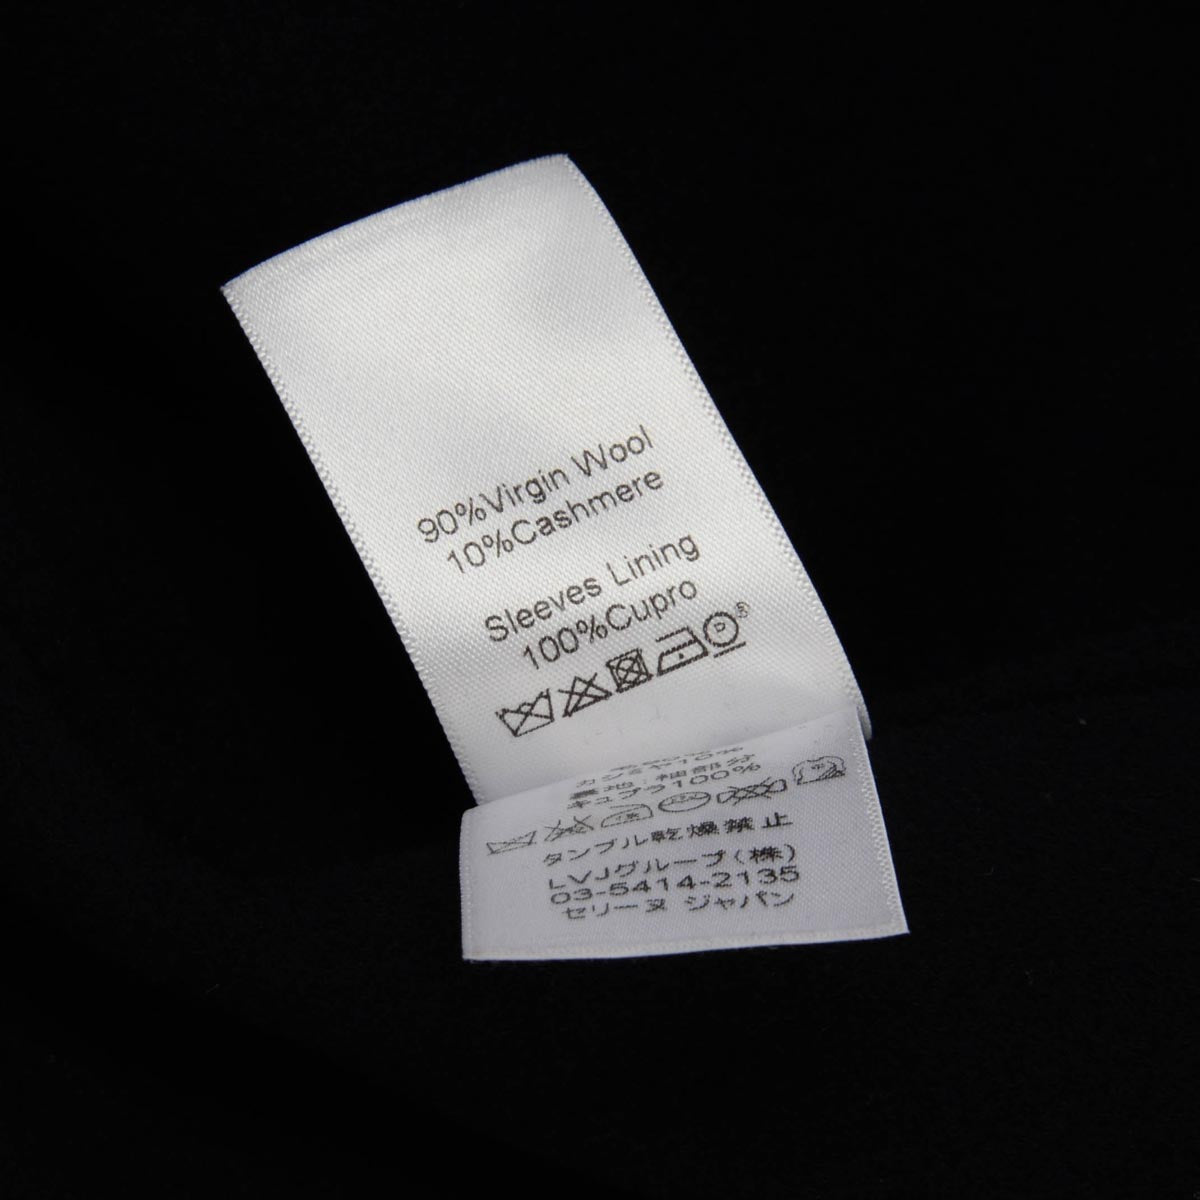 90%Virgin Wool
10%Cashmere
Sleeves Lining
100%Cupro
D
®
カシミヤ10%
裏地:袖部分
キュプラ100%
タンブル乾燥禁止
LVJグループ(株)
03-5414-2135
セリーヌ ジャパン